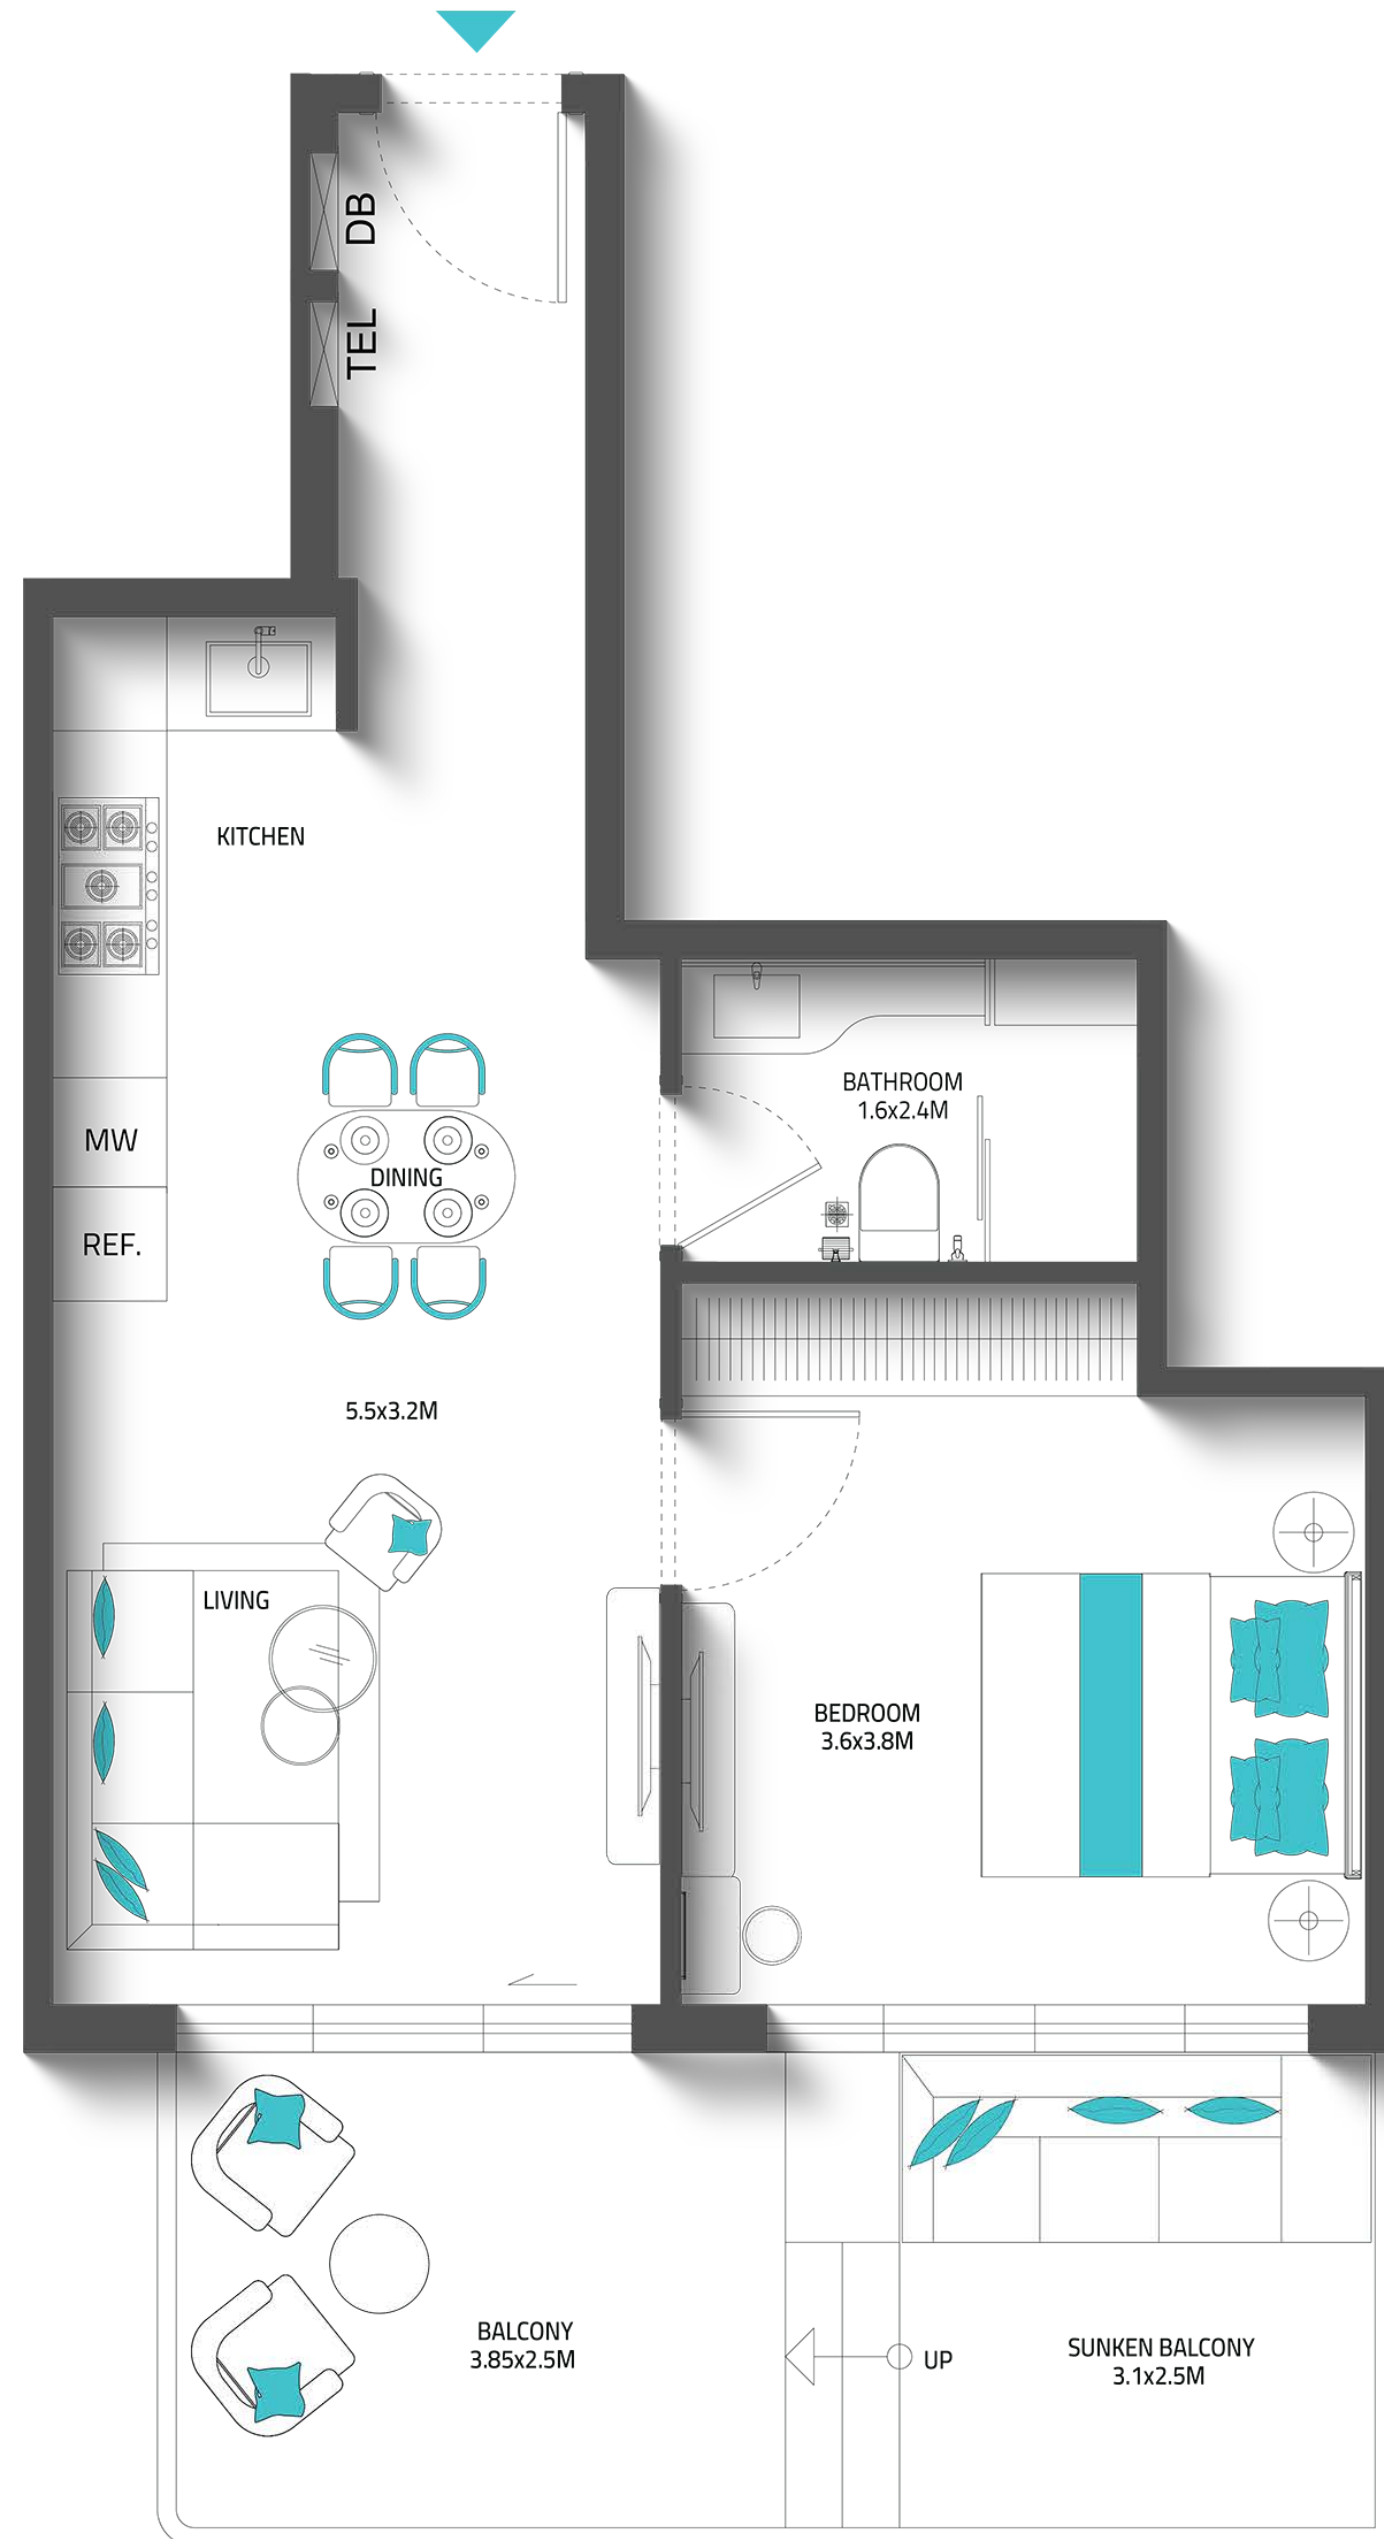 DB
TEL
KITCHEN
BATHROOM
1.6x2.4M
MW
DINING
REF.
5.5x3.2M
LIVING
BEDROOM
3.6x3.8M
BALCONY
3.85x2.5M
UP
SUNKEN BALCONY
3.1x2.5M